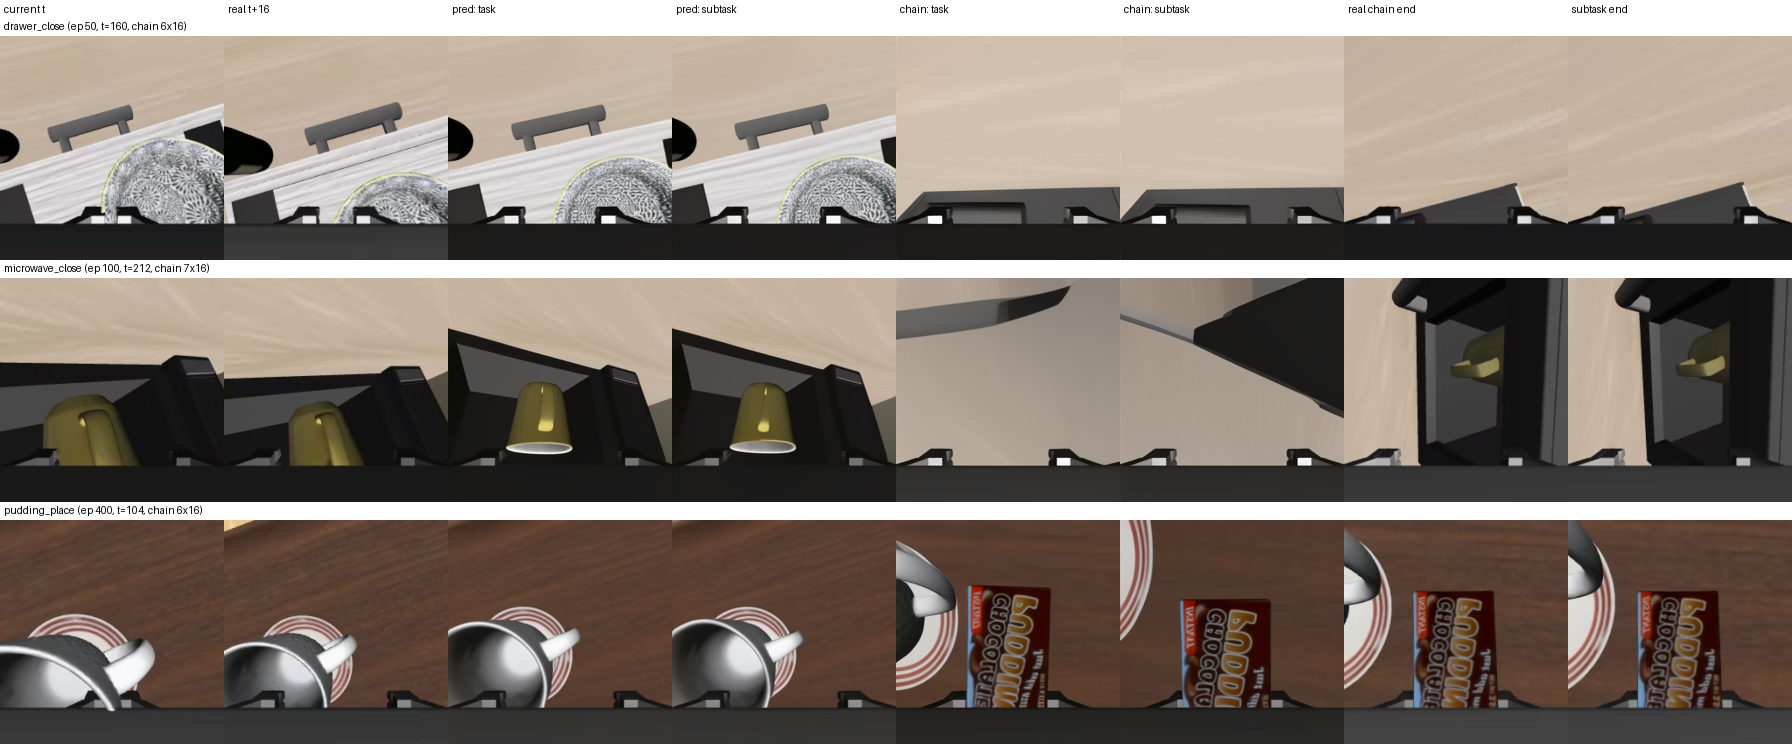 current t
real t+16
pred: task
pred: subtask
chain: task
chain: subtask
real chain end
subtask end
drawer_close (ep 50, t=160, chain 6x16)
microwave_close (ep 100, t=212, chain 7x16)
pudding_place (ep 400, t=104, chain 6x16)